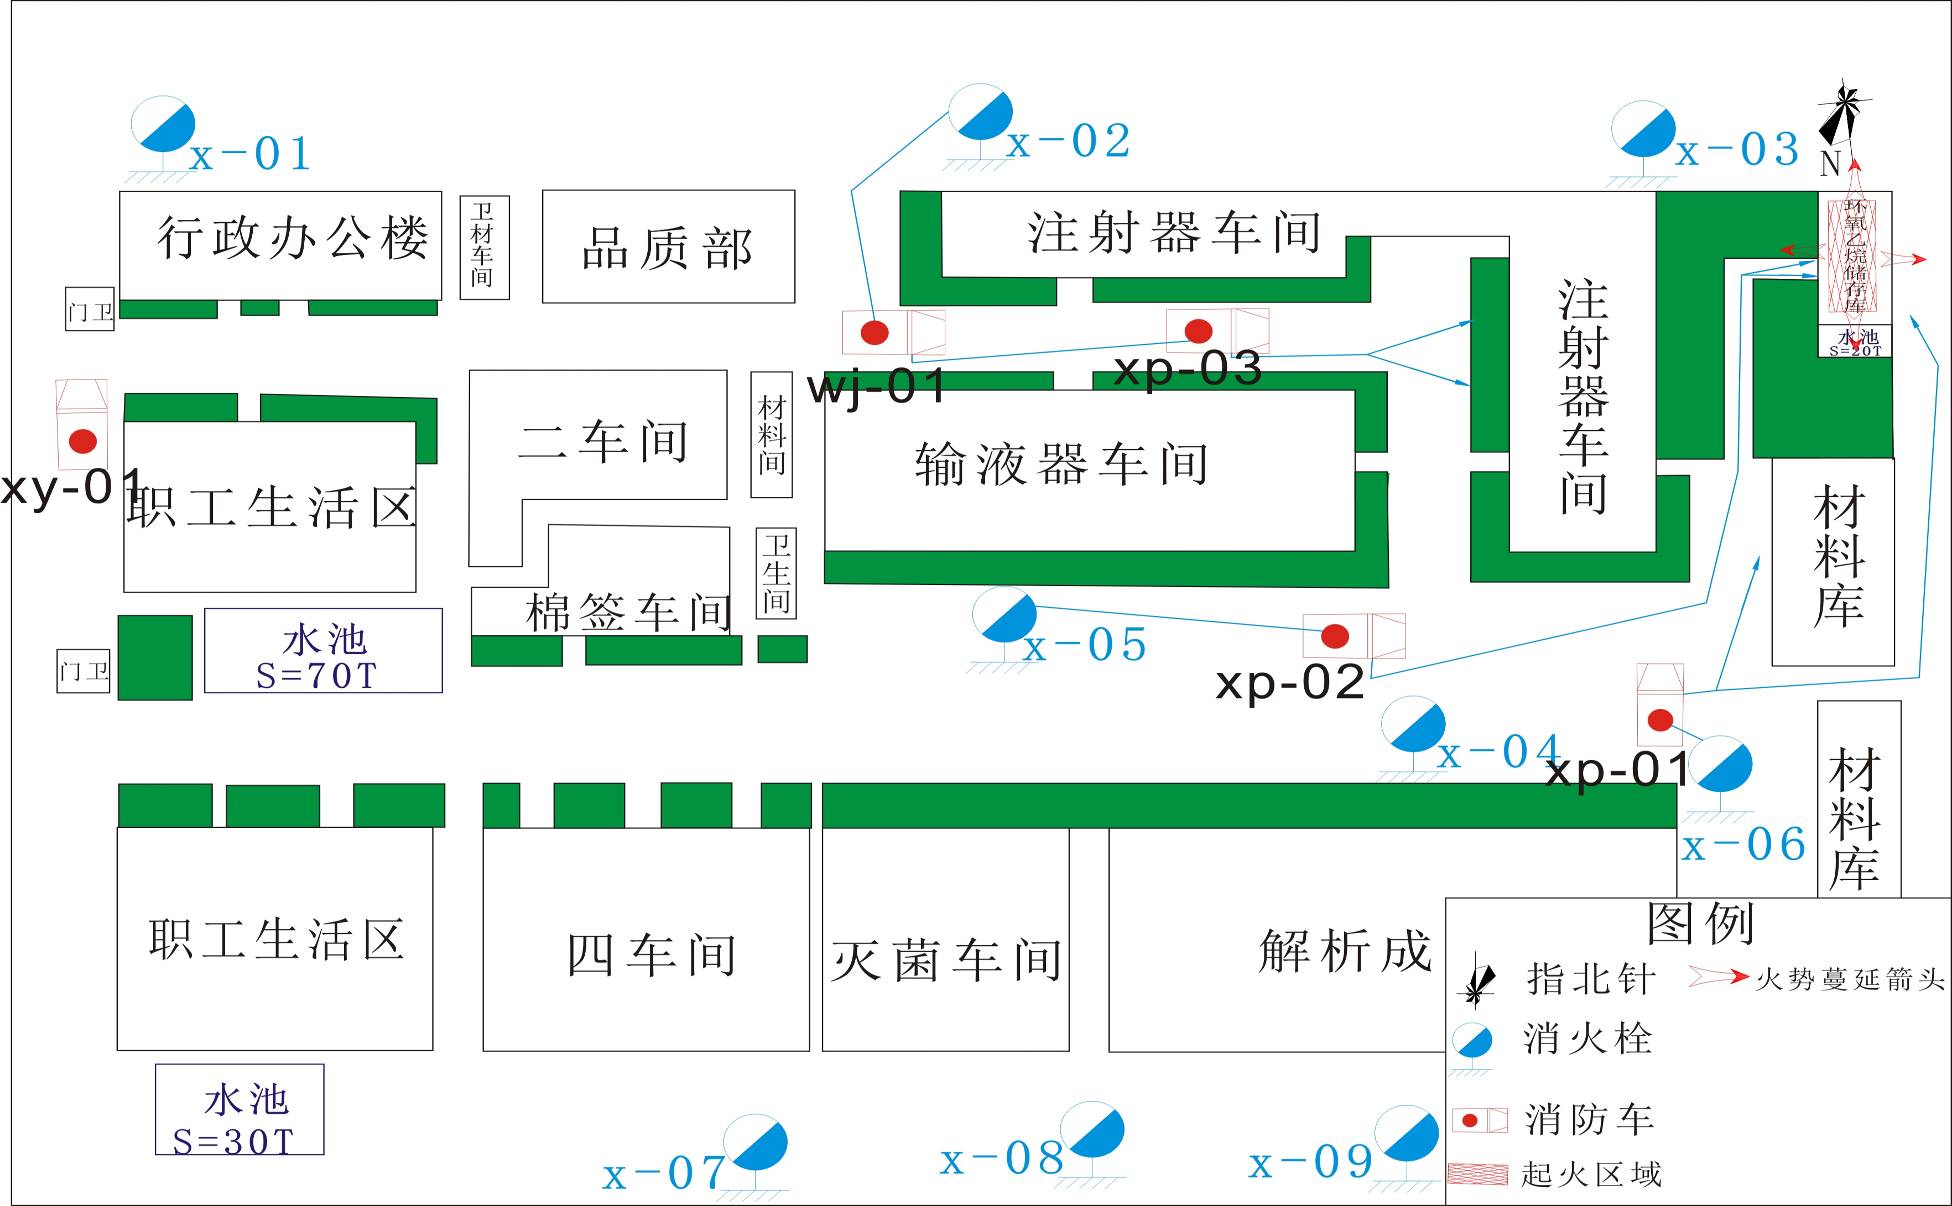 x-01
x-02
x-03
N
行政办公楼
卫材车间
品质部
注射器车间
注射器车间
环氧乙烷储存库
水池
S=20T
门卫
wj-01
xp-03
xy-01
职工生活区
二车间
材料间
输液器车间
材料库
卫生间
棉签车间
门卫
水池
S=70T
x-05
xp-02
x-04
xp-01
x-06
材料库
职工生活区
四车间
灭菌车间
解析成
水池
S=30T
x-07
x-08
x-09
图例
指北针
火势蔓延箭头
消火栓
消防车
起火区域